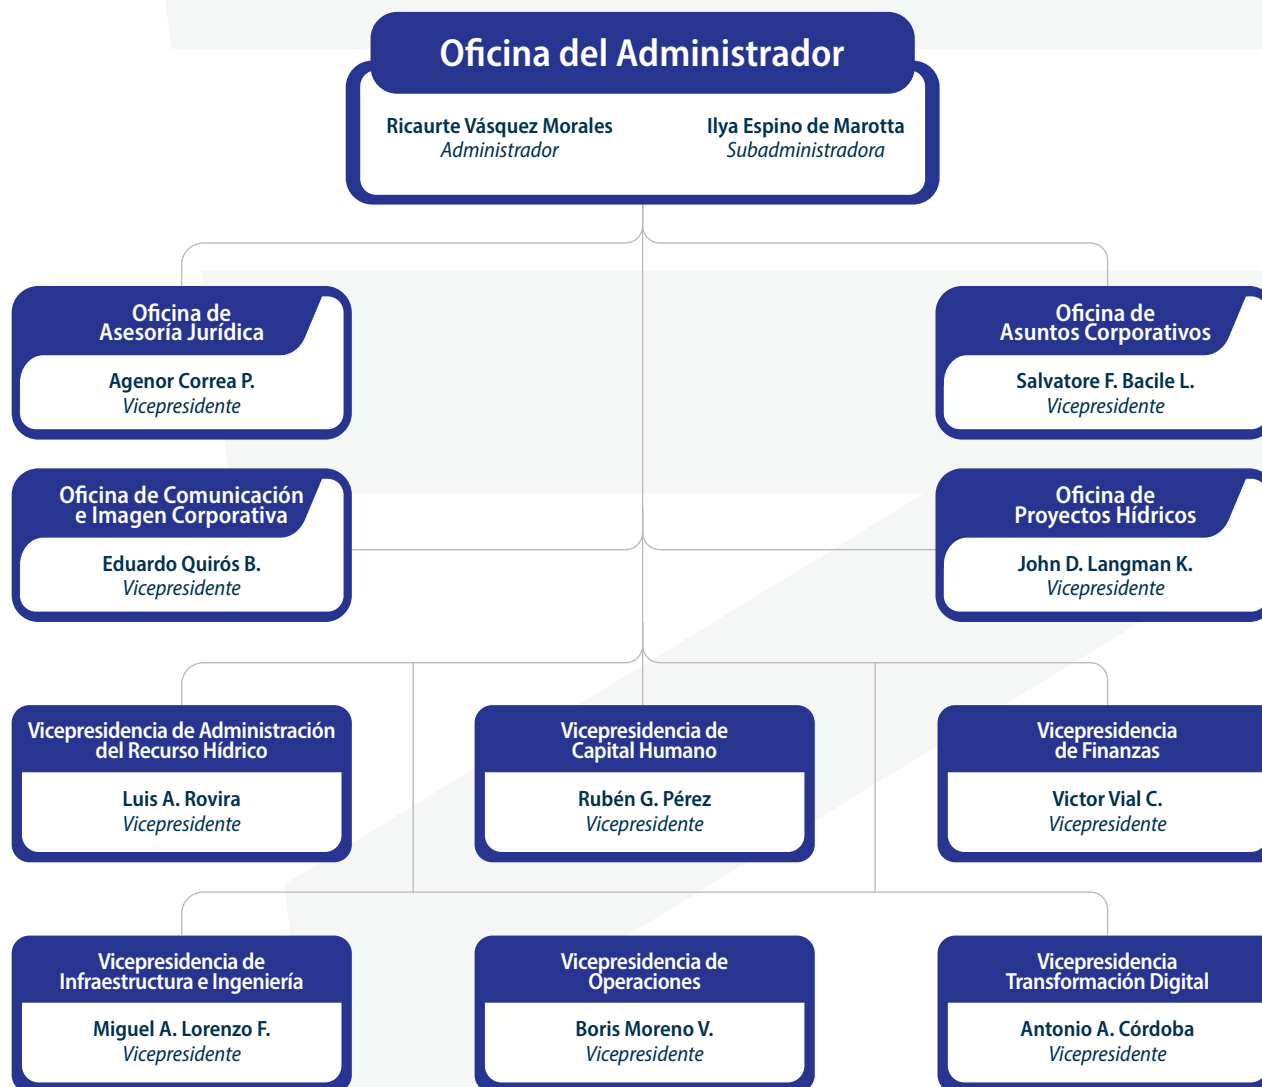 Oficina del Administrador
Ricaurte Vásquez Morales
Administrador
Ilya Espino de Marotta
Subadministradora
Oficina de
Asesoría Jurídica
Agenor Correa P.
Vicepresidente
Oficina de
Asuntos Corporativos
Salvatore F. Bacile L.
Vicepresidente
Oficina de Comunicación
e Imagen Corporativa
Eduardo Quirós B.
Vicepresidente
Oficina de
Proyectos Hídricos
John D. Langman K.
Vicepresidente
Vicepresidencia de Administración
del Recurso Hídrico
Luis A. Rovira
Vicepresidente
Vicepresidencia de
Capital Humano
Rubén G. Pérez
Vicepresidente
Vicepresidencia
de Finanzas
Victor Vial C.
Vicepresidente
Vicepresidencia de
Infraestructura e Ingeniería
Miguel A. Lorenzo F.
Vicepresidente
Vicepresidencia de
Operaciones
Boris Moreno V.
Vicepresidente
Vicepresidencia
Transformación Digital
Antonio A. Córdoba
Vicepresidente